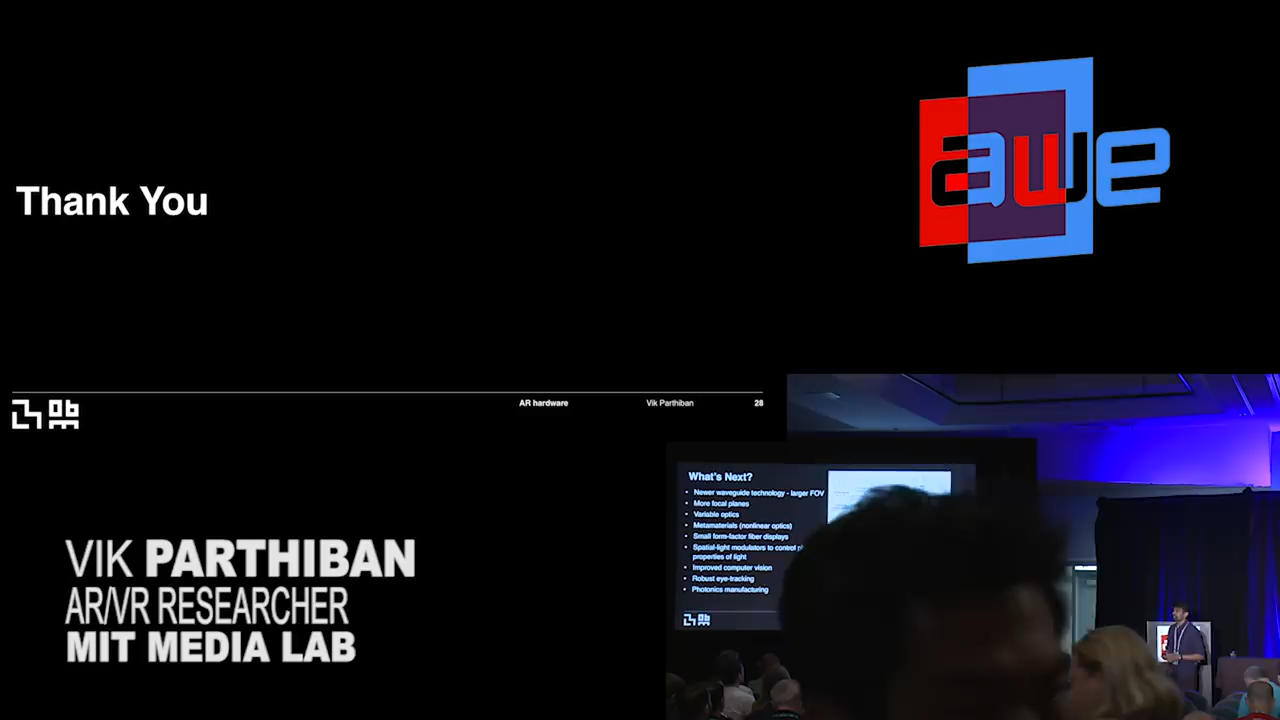 Thank You
awe
AR hardware
Vik Parthiban
28
VIK PARTHIBAN
AR/VR RESEARCHER
MIT MEDIA LAB
What's Next?
• Newer waveguide technology - larger FOV
• More focal planes
• Variable optics
• Metamaterials (nonlinear optics)
• Small form-factor fiber displays
• Spatial-light modulators to control
properties of light
• Improved computer vision
• Robust eye-tracking
• Photonics manufacturing